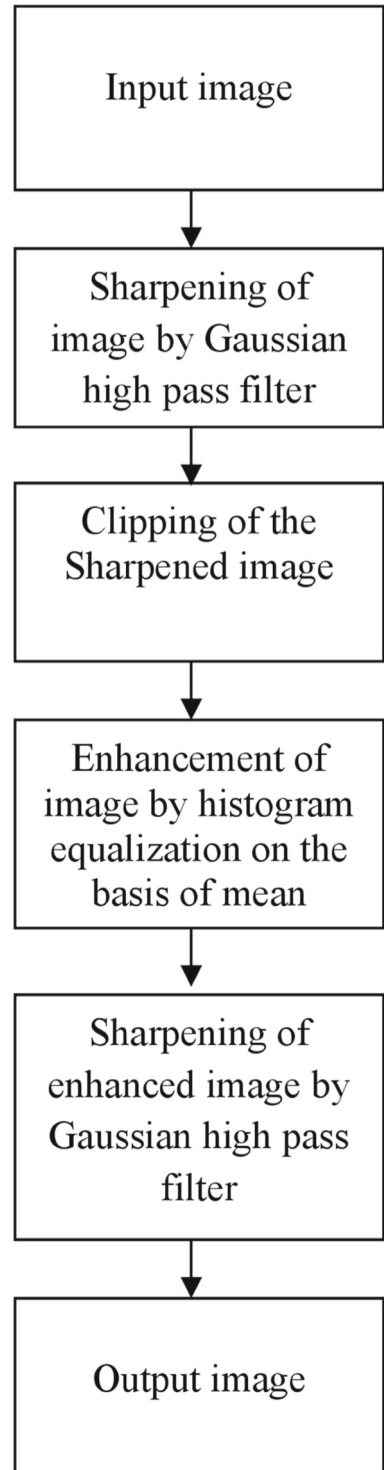 Input image
Sharpening of
image by Gaussian
high pass filter
Clipping of the
Sharpened image
Enhancement of
image by histogram
equalization on the
basis of mean
Sharpening of
enhanced image by
Gaussian high pass
filter
Output image